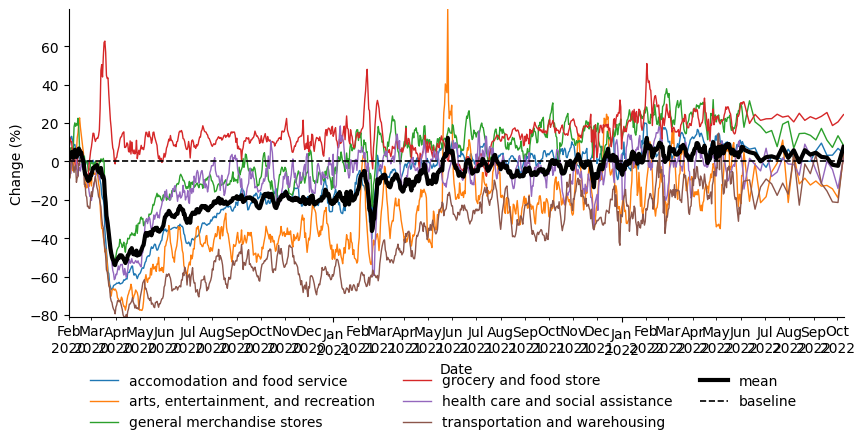 Change (%)
60
40
20
0
−20
−40
−60
−80
Feb Mar Apr May Jun Jul Aug Sep Oct Nov Dec Jan Feb Mar Apr May Jun Jul Aug Sep Oct Nov Dec Jan Feb Mar Apr May Jun Jul Aug Sep Oct
2020 2020 2020 2020 2020 2020 2020 2020 2020 2020 2020 2021 2021 2021 2021 2021 2021 2021 2021 2021 2021 2021 2021 2022 2022 2022 2022 2022 2022 2022 2022 2022 2022
Date
accomodation and food service
arts, entertainment, and recreation
general merchandise stores
grocery and food store
health care and social assistance
transportation and warehousing
mean
baseline